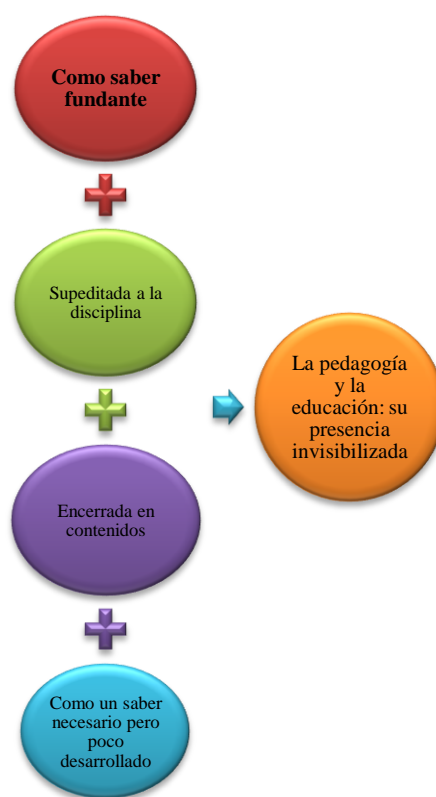 Como saber
fundante
Supeditada a la
disciplina
Encerrada en
contenidos
Como un saber
necesario pero
poco
desarrollado
La pedagogía
y la
educación: su
presencia
invisibilizada